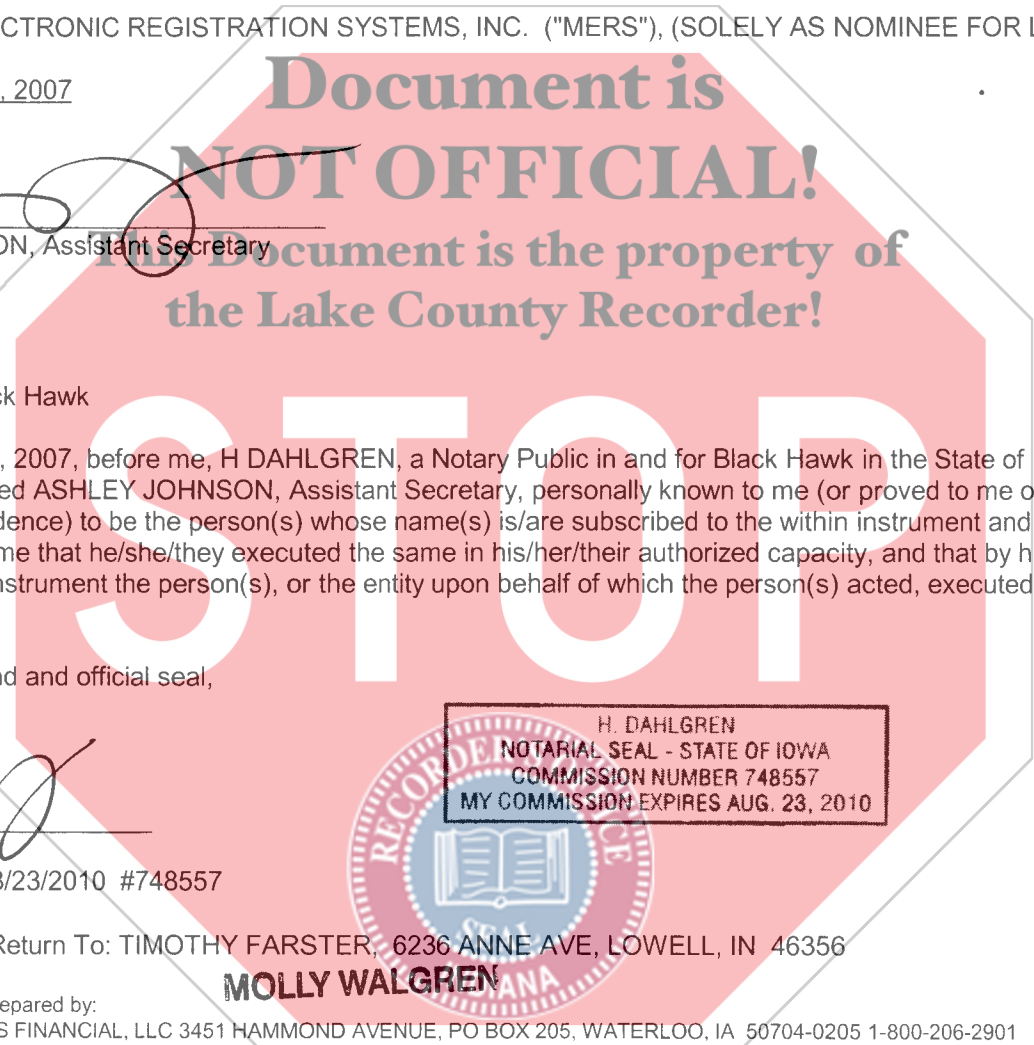 CTRONIC REGISTRATION SYSTEMS, INC. ("MERS"), (SOLELY AS NOMINEE FOR L
, 2007
Document is
NOT OFFICIAL!
ON, Assistant Secretary
This Document is the property of
the Lake County Recorder!
ck Hawk
STOP
, 2007, before me, H DAHLGREN, a Notary Public in and for Black Hawk in the State of
ed ASHLEY JOHNSON, Assistant Secretary, personally known to me (or proved to me o
dence) to be the person(s) whose name(s) is/are subscribed to the within instrument and
me that he/she/they executed the same in his/her/their authorized capacity, and that by h
nstrument the person(s), or the entity upon behalf of which the person(s) acted, executed
nd and official seal,
H. DAHLGREN
NOTARIAL SEAL - STATE OF IOWA
COMMISSION NUMBER 748557
MY COMMISSION EXPIRES AUG. 23, 2010
RECORDER'S OFFICE
SEAL
INDIANA
8/23/2010 #748557
Return To: TIMOTHY FARSTER, 6236 ANNE AVE, LOWELL, IN 46356
MOLLY WALGREN
epared by:
S FINANCIAL, LLC 3451 HAMMOND AVENUE, PO BOX 205, WATERLOO, IA 50704-0205 1-800-206-2901